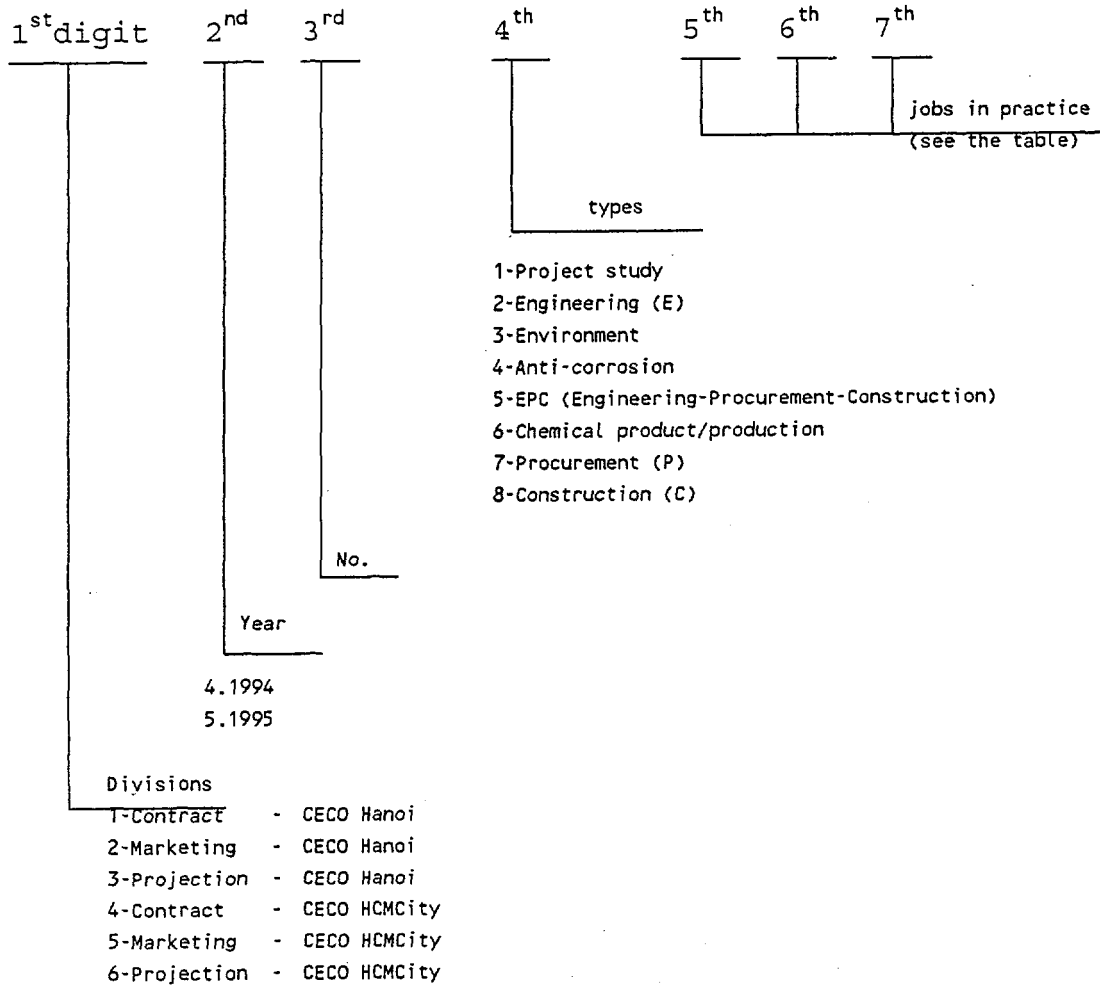 1st digit 2nd 3rd 4th 5th 6th 7th
jobs in practice
(see the table)
types
1-Project study
2-Engineering (E)
3-Environment
4-Anti-corrosion
5-EPC (Engineering-Procurement-Construction)
6-Chemical product/production
7-Procurement (P)
8-Construction (C)
No.
Year
4.1994
5.1995
Divisions
1-Contract - CECO Hanoi
2-Marketing - CECO Hanoi
3-Projection - CECO Hanoi
4-Contract - CECO HCMCity
5-Marketing - CECO HCMCity
6-Projection - CECO HCMCity